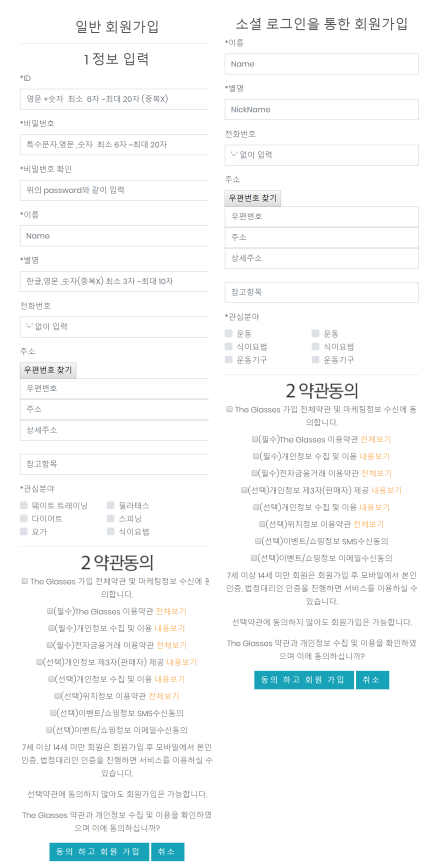 일반 회원가입
1 정보 입력
*ID
영문 +숫자 최소 6자 ~최대 20자 (중복X)
*비밀번호
특수문자,영문 ,숫자 최소 6자 ~최대 20자
*비밀번호 확인
위의 password와 같이 입력
*이름
Name
*별명
한글,영문 ,숫자(중복X) 최소 3자 ~최대 10자
전화번호
'-' 없이 입력
주소
우편번호 찾기
우편번호
주소
상세주소
참고항목
*관심분야
웨이트 트레이닝 필라테스
다이어트 스피닝
요가 식이요법
2 약관동의
The Glasses 가입 전체약관 및 마케팅정보 수신에 동
의합니다.
(필수)The Glesses 이용약관 전체보기
(필수)개인정보 수집 및 이용 내용보기
(필수)전자금융거래 이용약관 전체보기
(선택)개인정보 제3자(판매자) 제공 내용보기
(선택)개인정보 수집 및 이용 내용보기
(선택)위치정보 이용약관 전체보기
(선택)이벤트/쇼핑정보 SMS수신동의
(선택)이벤트/쇼핑정보 이메일수신동의
7세 이상 14세 미만 회원은 회원가입 후 모바일에서 본인
인증, 법정대리인 인증을 진행하면 서비스를 이용하실 수
있습니다.
선택약관에 동의하지 않아도 회원가입은 가능합니다.
The Glasses 약관과 개인정보 수집 및 이용을 확인하였
으며 이에 동의하십니까?
동의 하고 회원 가입 취소
소셜 로그인을 통한 회원가입
*이름
Name
*별명
NickName
전화번호
'-' 없이 입력
주소
우편번호 찾기
우편번호
주소
상세주소
참고항목
*관심분야
운동 운동
식이요법 식이요법
운동기구 운동기구
2 약관동의
The Glasses 가입 전체약관 및 마케팅정보 수신에 동
의합니다.
(필수)The Glesses 이용약관 전체보기
(필수)개인정보 수집 및 이용 내용보기
(필수)전자금융거래 이용약관 전체보기
(선택)개인정보 제3자(판매자) 제공 내용보기
(선택)개인정보 수집 및 이용 내용보기
(선택)위치정보 이용약관 전체보기
(선택)이벤트/쇼핑정보 SMS수신동의
(선택)이벤트/쇼핑정보 이메일수신동의
7세 이상 14세 미만 회원은 회원가입 후 모바일에서 본인
인증, 법정대리인 인증을 진행하면 서비스를 이용하실 수
있습니다.
선택약관에 동의하지 않아도 회원가입은 가능합니다.
The Glasses 약관과 개인정보 수집 및 이용을 확인하였
으며 이에 동의하십니까?
동의 하고 회원 가입 취소